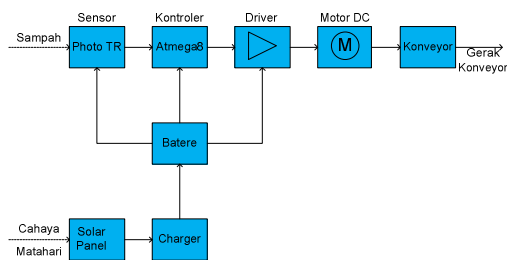 Sensor
Kontroler
Driver
Motor DC
Sampah
Photo TR
Atmega8
M
Konveyor
Gerak
Konveyor
Batere
Cahaya
Matahari
Solar
Panel
Charger